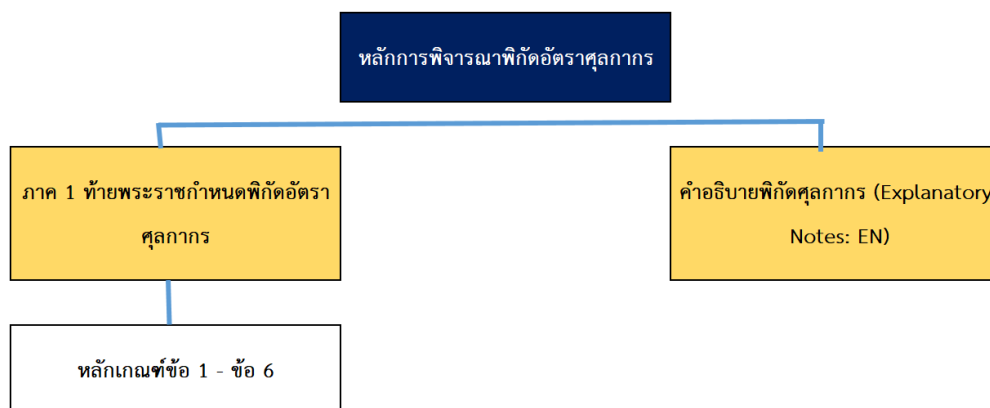 หลักการพิจารณาพิกัดอัตราศุลกากร
ภาค 1 ท้ายพระราชกำหนดพิกัดอัตรา
ศุลกากร
คำอธิบายพิกัดศุลกากร (Explanatory
Notes: EN)
หลักเกณฑ์ข้อ 1 - ข้อ 6